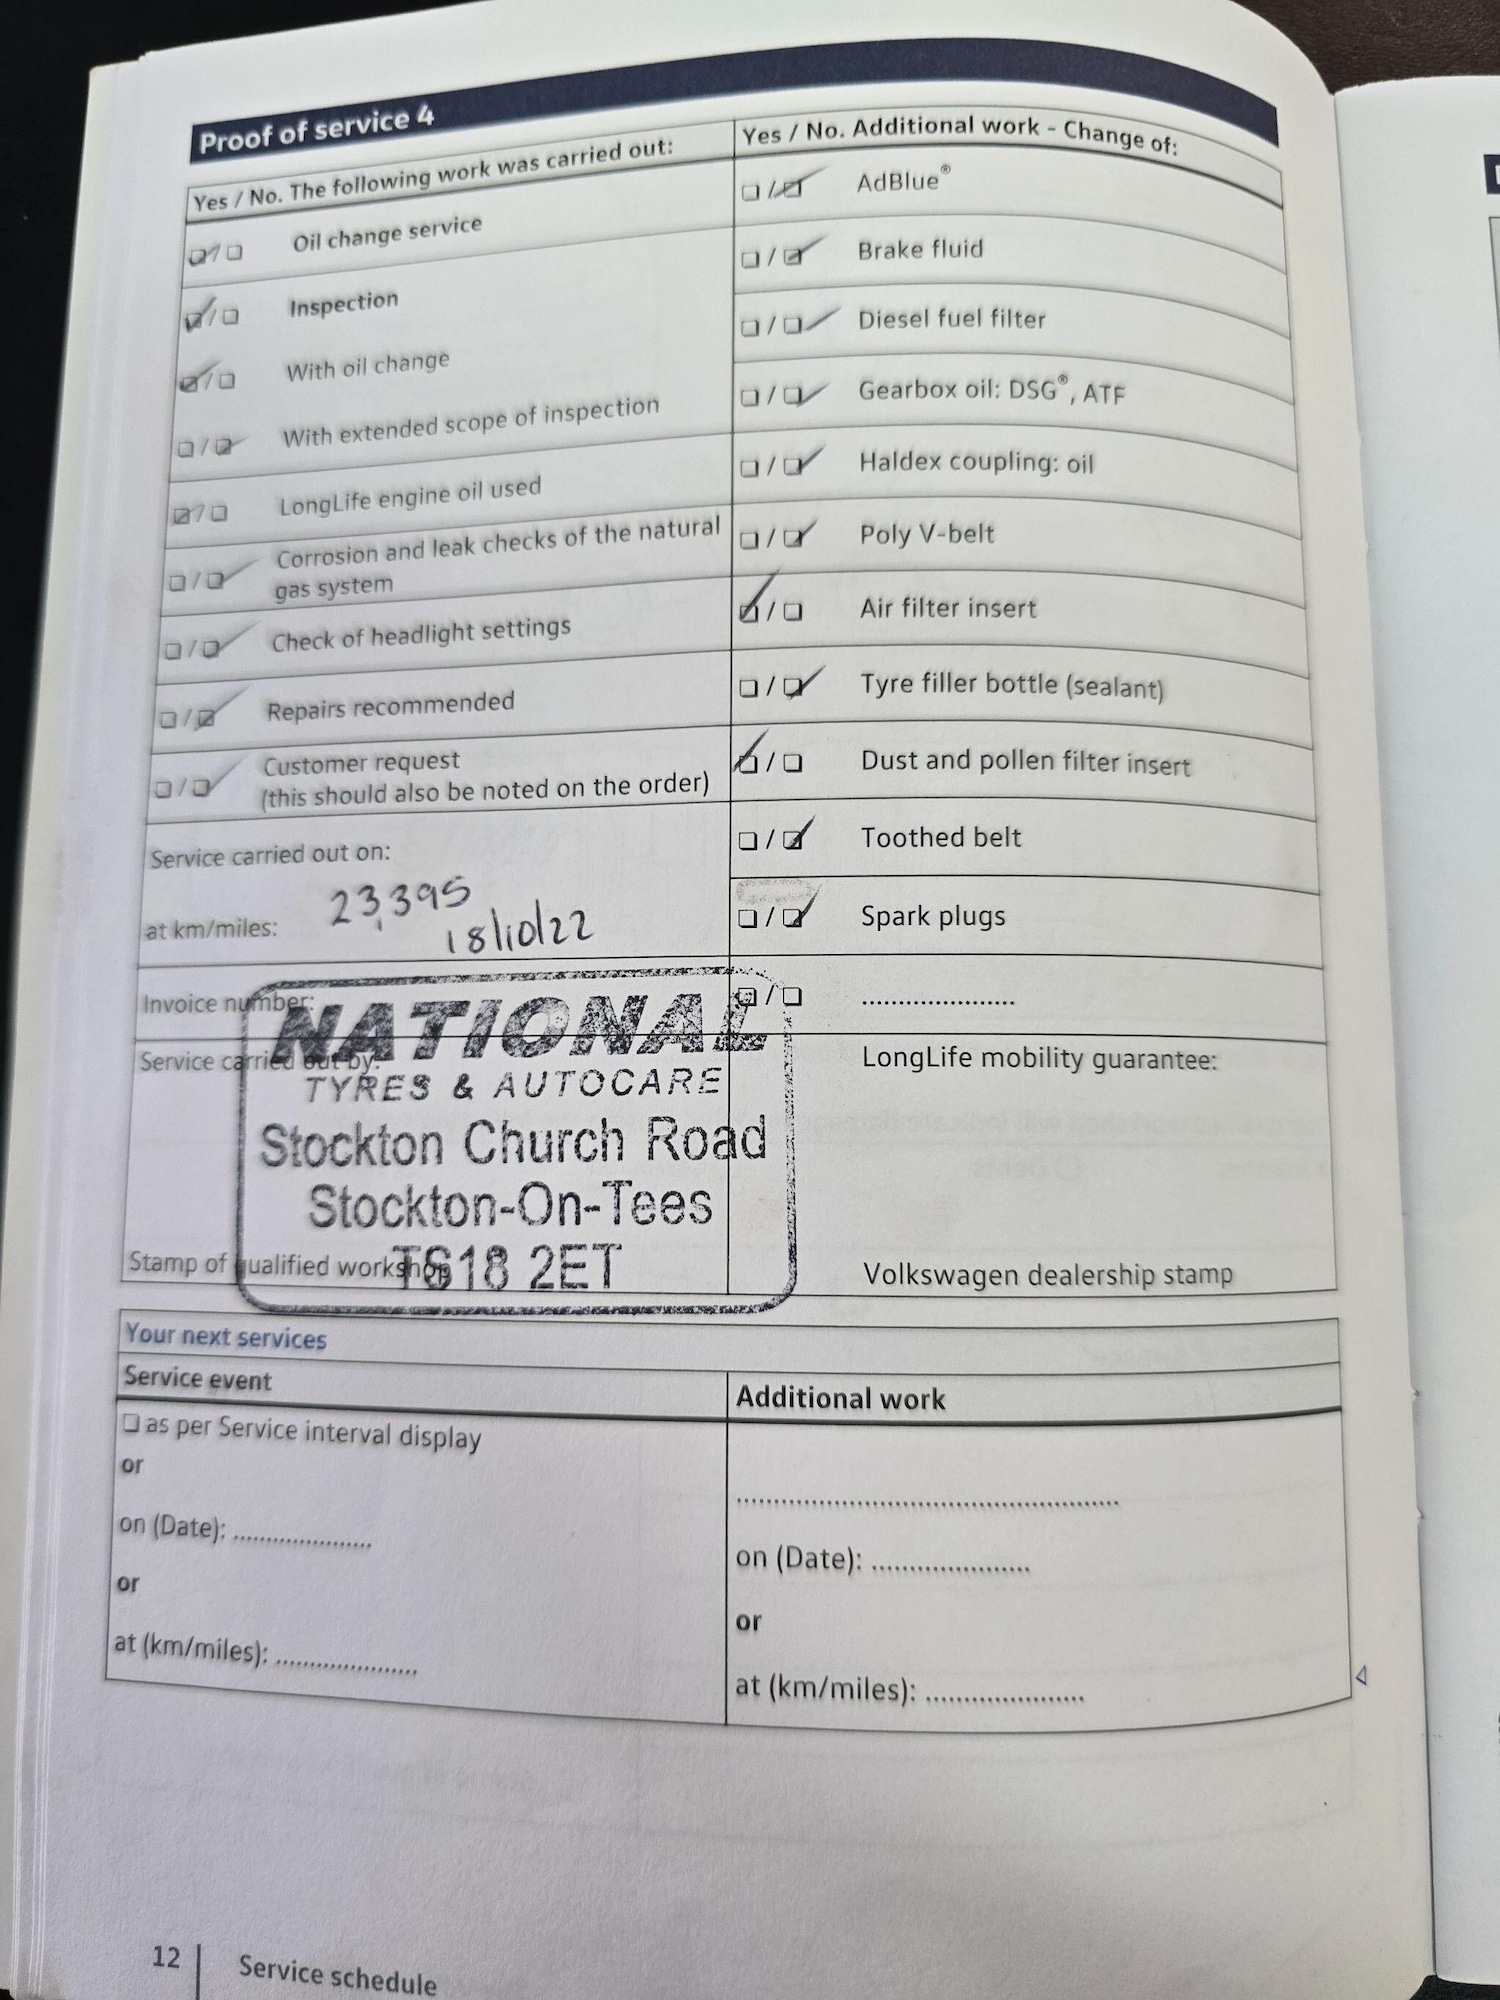 Proof of service 4
Yes / No. The following work was carried out:
☑ / ☐ Oil change service
☑ / ☐ Inspection
☑ / ☐ With oil change
☐ / ☑ With extended scope of inspection
☑ / ☐ LongLife engine oil used
☐ / ☑ Corrosion and leak checks of the natural
gas system
☐ / ☑ Check of headlight settings
☐ / ☑ Repairs recommended
☐ / ☑ Customer request
(this should also be noted on the order)
Service carried out on:
23,395
at km/miles:
18/10/22
Invoice number:
Service carried out by:
NATIONAL
TYRES & AUTOCARE
Stockton Church Road
Stockton-On-Tees
TS18 2ET
Stamp of qualified workshop
Yes / No. Additional work - Change of:
☐ / ☑ AdBlue®
☐ / ☑ Brake fluid
☐ / ☑ Diesel fuel filter
☐ / ☑ Gearbox oil: DSG®, ATF
☐ / ☑ Haldex coupling: oil
☐ / ☑ Poly V-belt
☑ / ☐ Air filter insert
☐ / ☑ Tyre filler bottle (sealant)
☑ / ☐ Dust and pollen filter insert
☐ / ☑ Toothed belt
☐ / ☑ Spark plugs
☐ / ☐ .....................
LongLife mobility guarantee:
Volkswagen dealership stamp
Your next services
Service event
☐ as per Service interval display
or
on (Date): .....................
or
at (km/miles): .....................
Additional work
....................................................
on (Date): .....................
or
at (km/miles): .....................
12 Service schedule